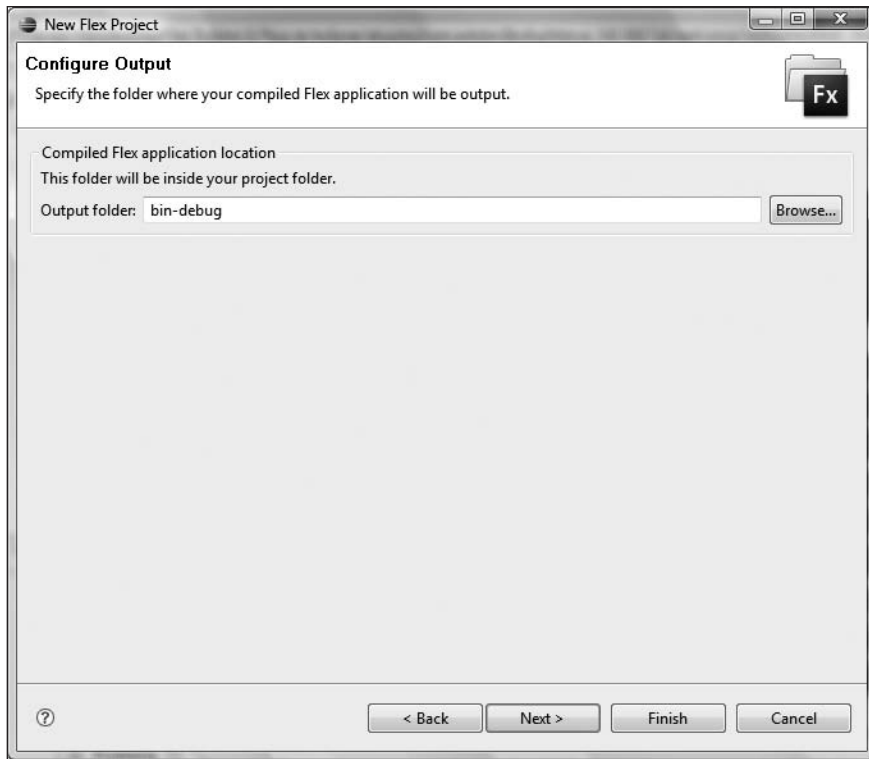 New Flex Project
Configure Output
Specify the folder where your compiled Flex application will be output.
Fx
Compiled Flex application location
This folder will be inside your project folder.
Output folder: bin-debug Browse...
? < Back Next > Finish Cancel